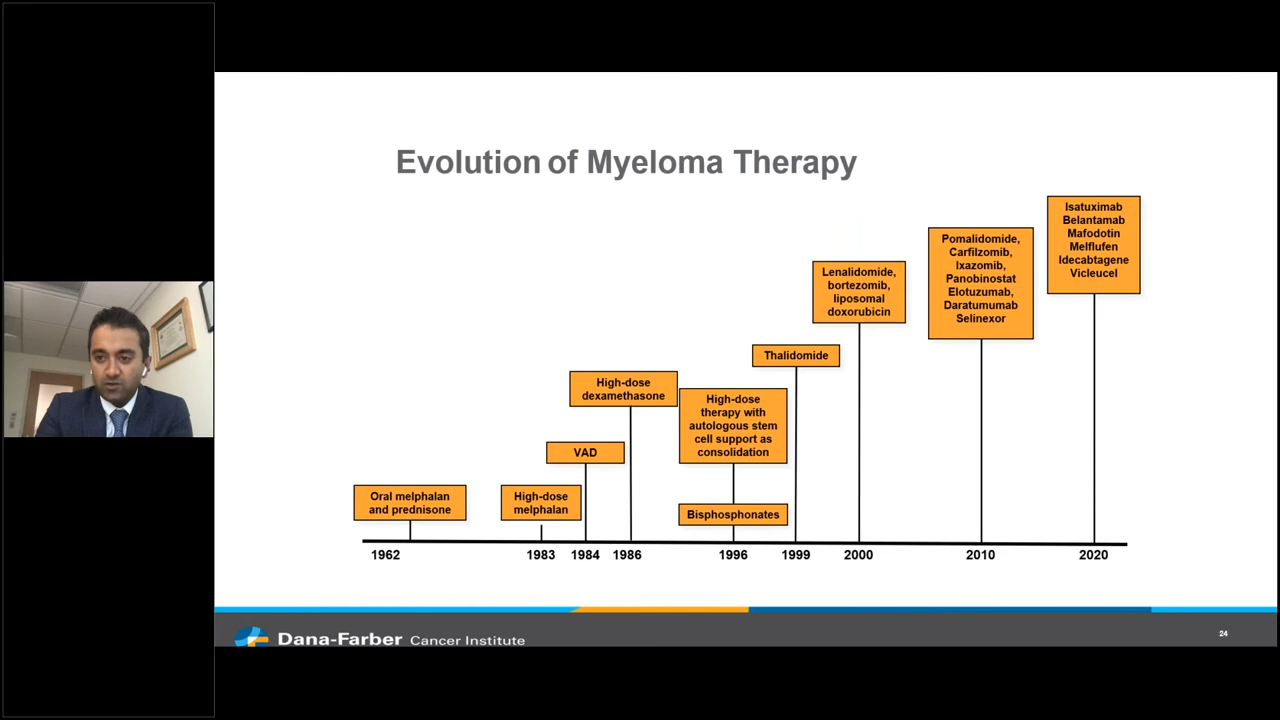 Evolution of Myeloma Therapy
Isatuximab
Belantamab
Mafodotin
Melflufen
Idecabtagene
Vicleucel
Pomalidomide,
Carfilzomib,
Ixazomib,
Panobinostat
Elotuzumab,
Daratumumab
Selinexor
Lenalidomide,
bortezomib,
liposomal
doxorubicin
Thalidomide
High-dose
dexamethasone
High-dose
therapy with
autologous stem
cell support as
consolidation
VAD
Oral melphalan
and prednisone
High-dose
melphalan
Bisphosphonates
1962 1983 1984 1986 1996 1999 2000 2010 2020
Dana-Farber Cancer Institute
24